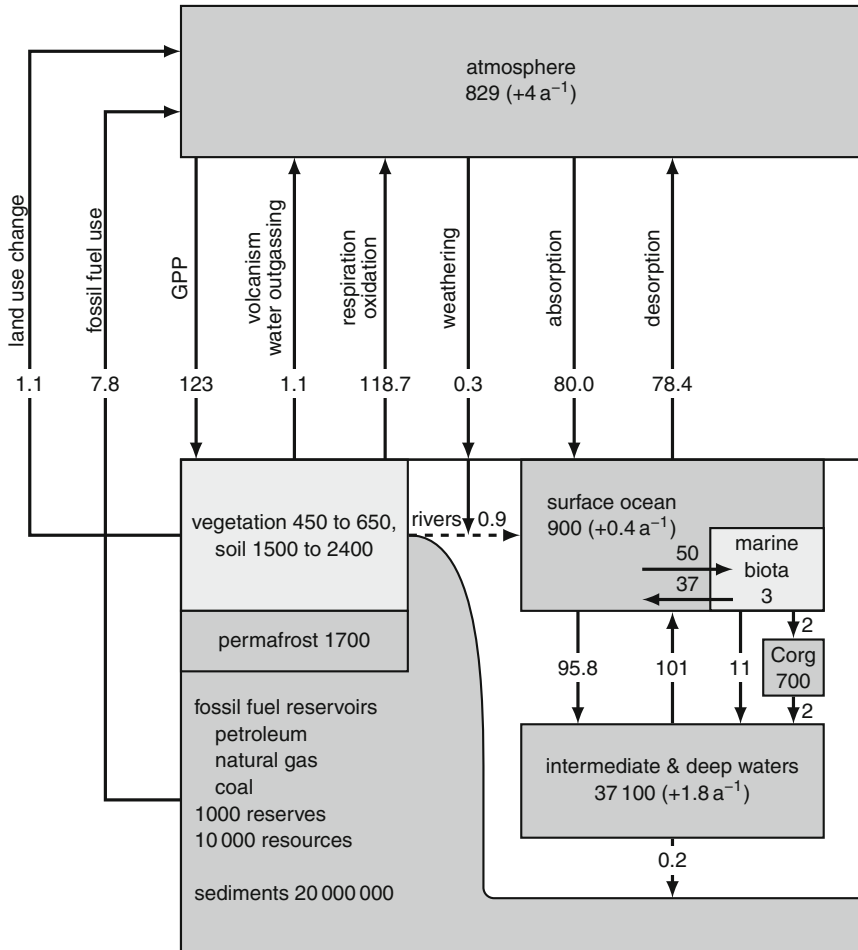 atmosphere
829 (+4 a⁻¹)
land use change
fossil fuel use
GPP
volcanism
water outgassing
respiration
oxidation
weathering
absorption
desorption
1.1
7.8
123
1.1
118.7
0.3
80.0
78.4
vegetation 450 to 650,
soil 1500 to 2400
rivers 0.9
surface ocean
900 (+0.4 a⁻¹)
50
37
marine
biota
3
permafrost 1700
95.8
101
11
2
Corg
700
2
fossil fuel reservoirs
petroleum
natural gas
coal
1000 reserves
10 000 resources
intermediate & deep waters
37 100 (+1.8 a⁻¹)
0.2
sediments 20 000 000